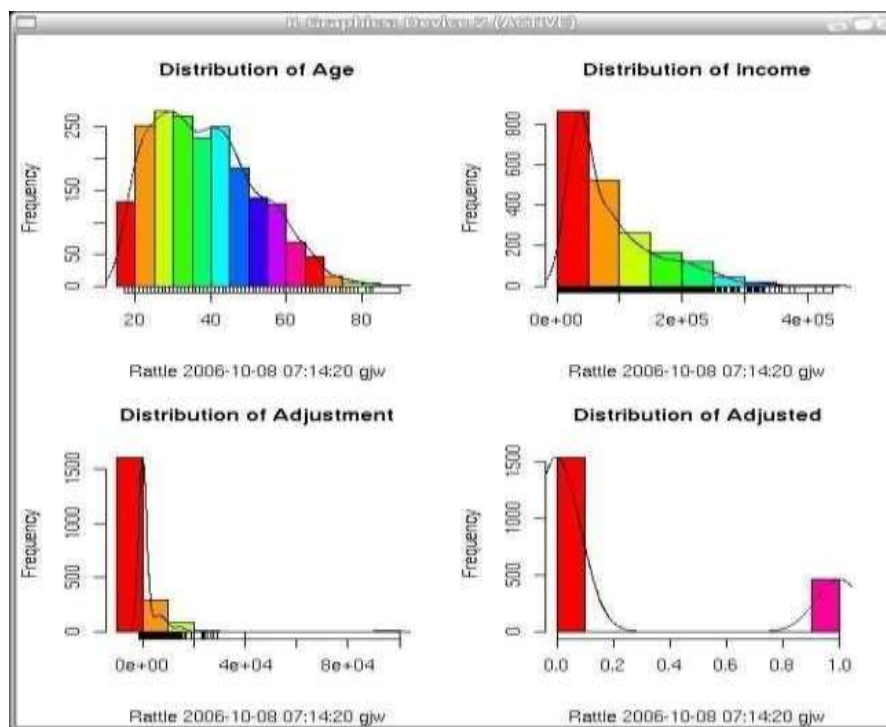 R Graphics Device 2 (ACTIVE)
Distribution of Age
Frequency
0
50
150
250
20 40 60 80
Rattle 2006-10-08 07:14:20 gjw
Distribution of Income
Frequency
0
200
400
600
800
0e+00 2e+05 4e+05
Rattle 2006-10-08 07:14:20 gjw
Distribution of Adjustment
Frequency
0
500
1000
1500
0e+00 4e+04 8e+04
Rattle 2006-10-08 07:14:20 gjw
Distribution of Adjusted
Frequency
0
500
1000
1500
0.0 0.2 0.4 0.6 0.8 1.0
Rattle 2006-10-08 07:14:20 gjw